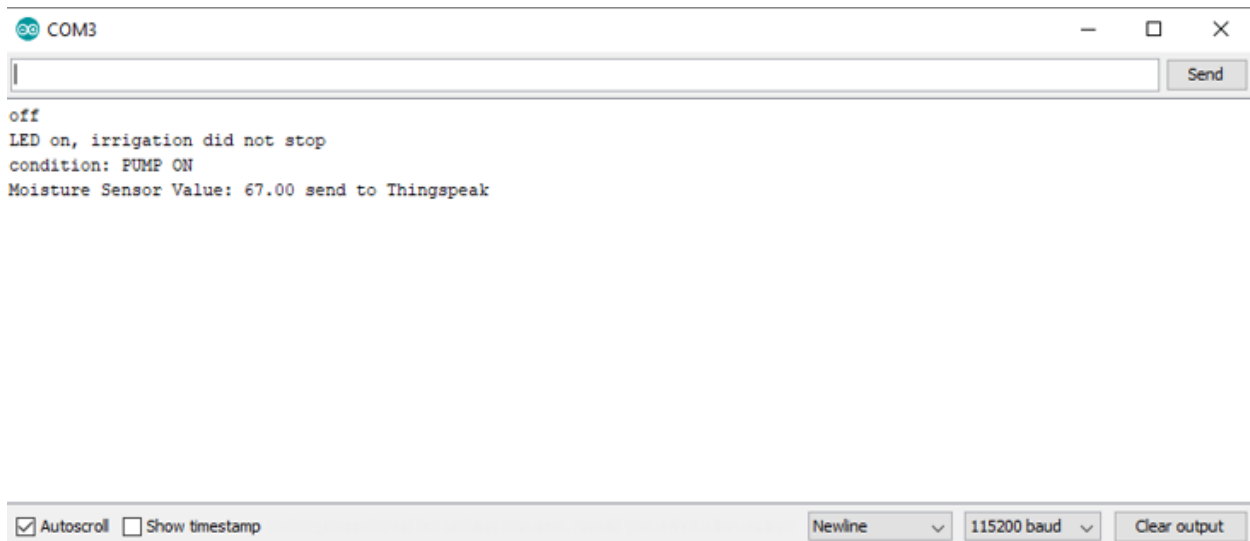 COM3
Send
off
LED on, irrigation did not stop
condition: PUMP ON
Moisture Sensor Value: 67.00 send to Thingspeak
Autoscroll Show timestamp Newline 115200 baud Clear output